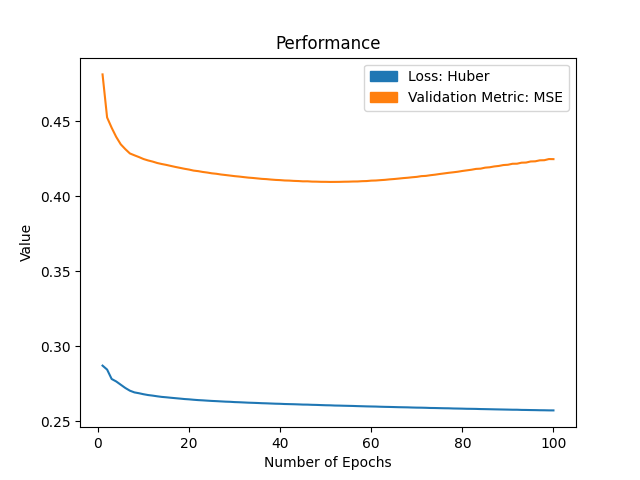 Performance
Loss: Huber
Validation Metric: MSE
Value
0.45
0.40
0.35
0.30
0.25
0 20 40 60 80 100
Number of Epochs